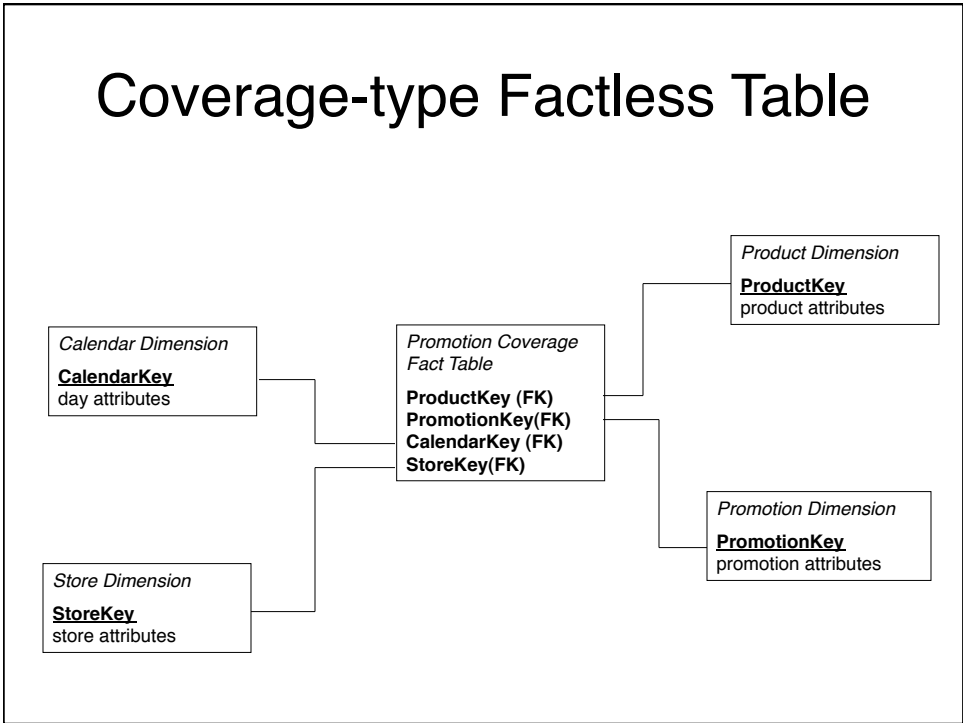 Coverage-type Factless Table
Product Dimension
ProductKey
product attributes
Calendar Dimension
CalendarKey
day attributes
Promotion Coverage
Fact Table
ProductKey (FK)
PromotionKey(FK)
CalendarKey (FK)
StoreKey(FK)
Promotion Dimension
PromotionKey
promotion attributes
Store Dimension
StoreKey
store attributes